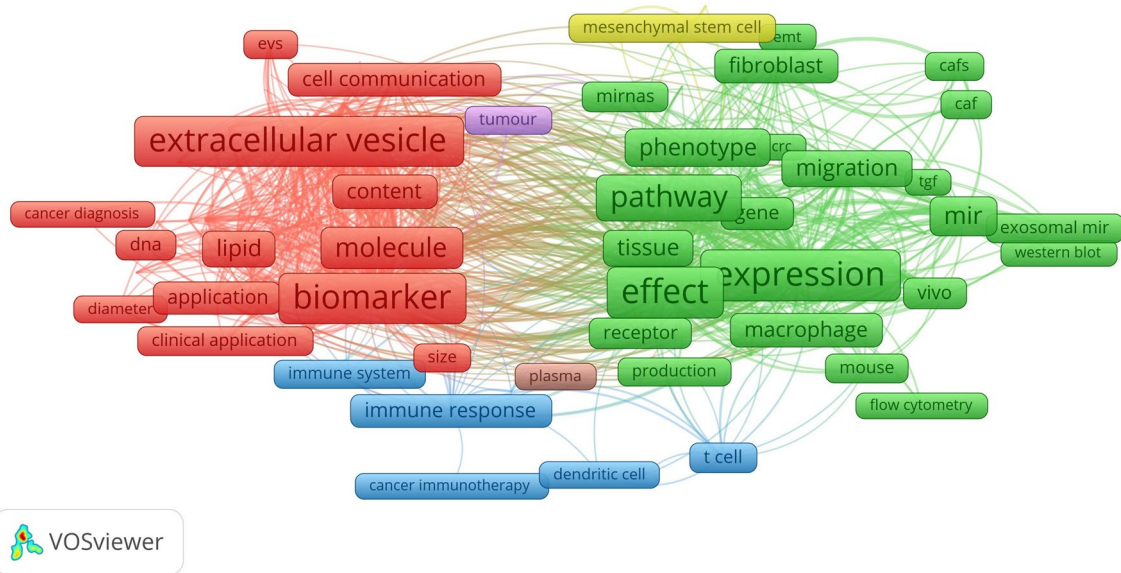 mesenchymal stem cell
emt
evs
fibroblast
cafs
cell communication
mirnas
caf
tumour
extracellular vesicle
phenotype
crc
migration
tgf
content
pathway
gene
mir
cancer diagnosis
exosomal mir
dna
lipid
molecule
tissue
western blot
expression
effect
vivo
biomarker
application
diameter
receptor
macrophage
clinical application
size
immune system
plasma
production
mouse
immune response
flow cytometry
t cell
dendritic cell
cancer immunotherapy
VOSviewer